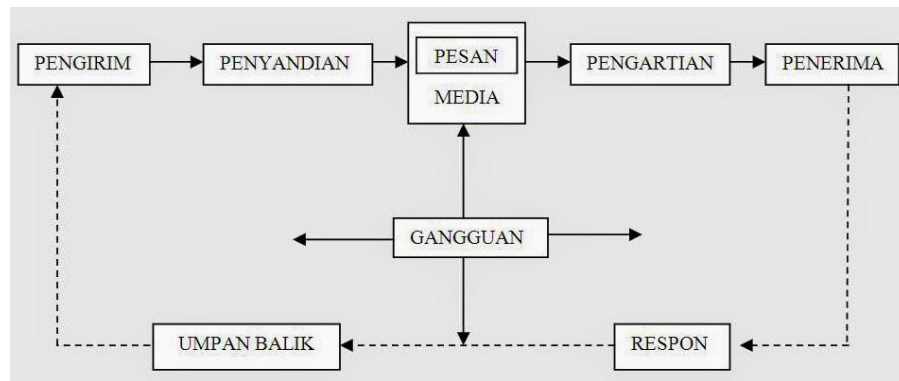 PENGIRIM
PENYANDIAN
PESAN
MEDIA
PENGARTIAN
PENERIMA
GANGGUAN
UMPAN BALIK
RESPON